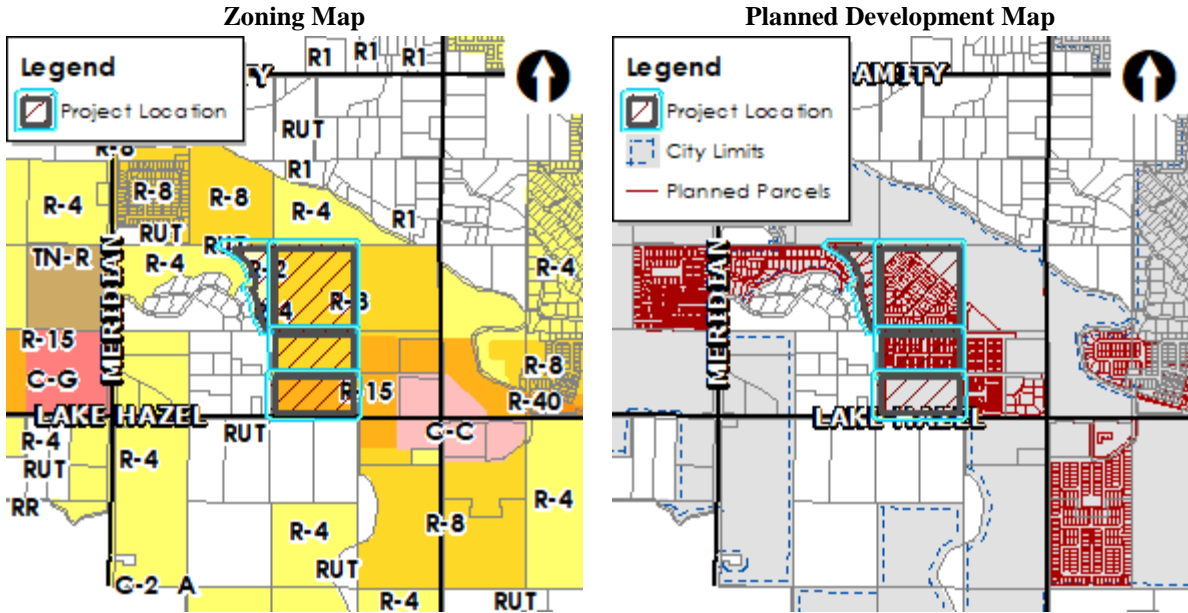 Zoning Map
Legend
Project Location
R1
R1
R1
RUT
R1
R-8
R-4
R-8
R-8
R-4
R1
RUT
RUT
TN-R
R-4
R-4
R-8
MERIDIAN
R-15
C-G
R-15
R-8
R-40
LAKE HAZEL
RUT
C-C
R-4
RUT
R-4
RR
R-4
R-4
R-8
RUT
C-2 A
R-4
RUT
Planned Development Map
Legend
Project Location
City Limits
Planned Parcels
AMITY
MERIDIAN
LAKE HAZEL